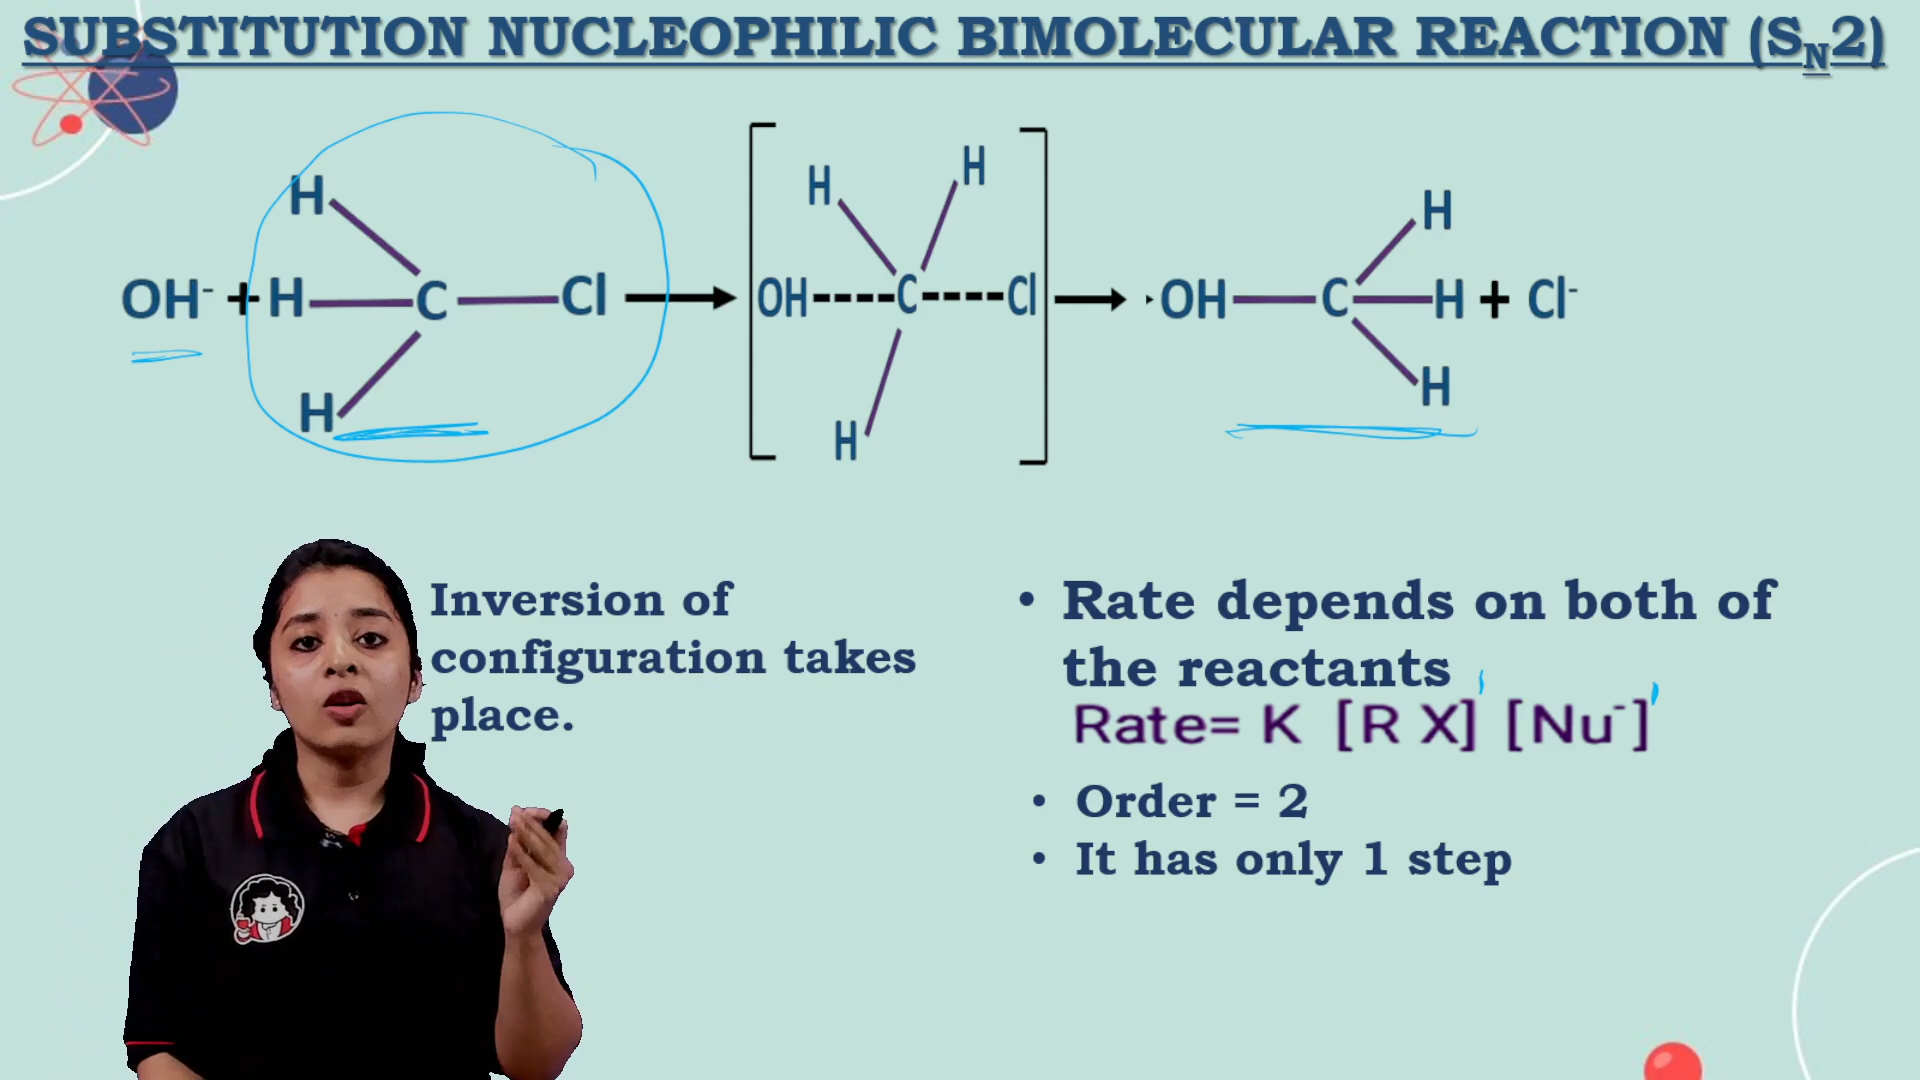 SUBSTITUTION NUCLEOPHILIC BIMOLECULAR REACTION (SN2)
H
H
H
H
OH- + H C Cl
OH C Cl
OH C H + Cl-
H
H
H
Inversion of
configuration takes
place.
• Rate depends on both of
the reactants
Rate= K [R X] [Nu-]
• Order = 2
• It has only 1 step